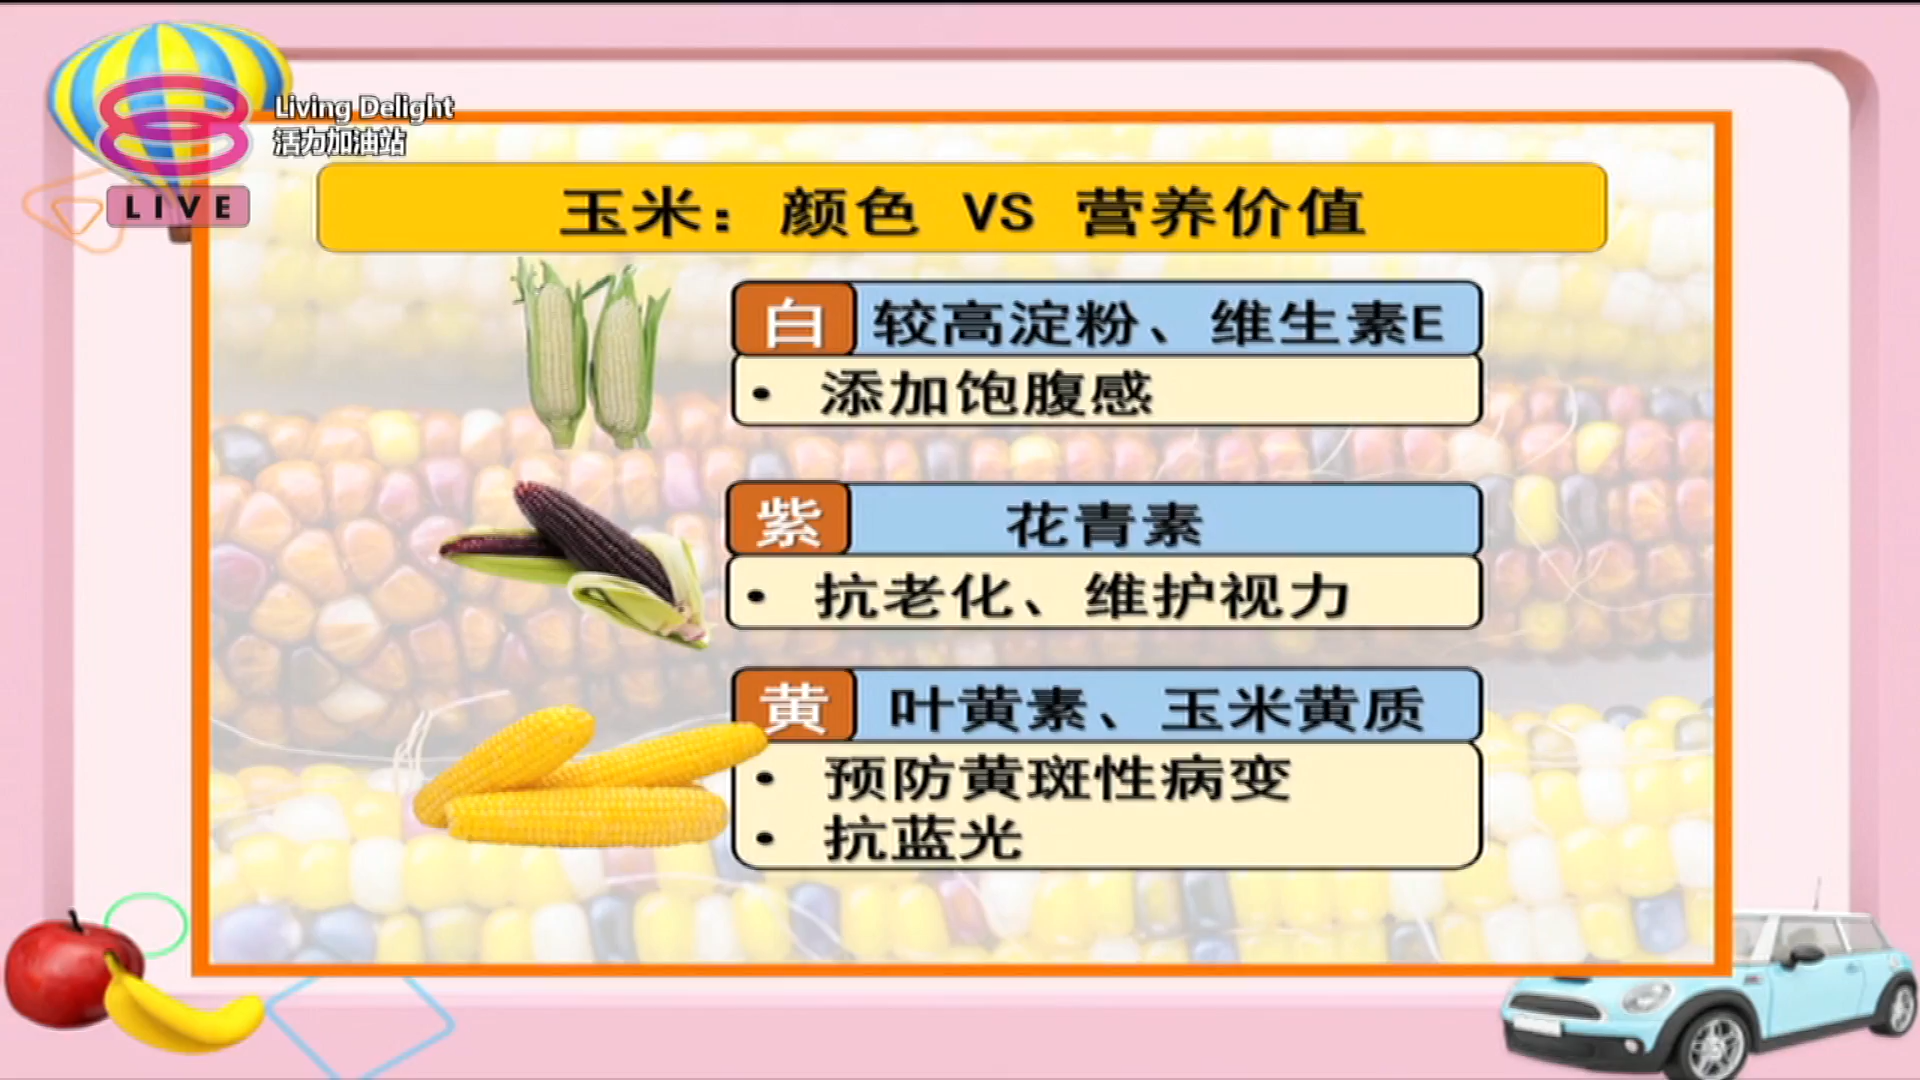 Living Delight
活力加油站
LIVE
玉米：颜色 VS 营养价值
白 较高淀粉、维生素E
• 添加饱腹感
紫 花青素
• 抗老化、维护视力
黄 叶黄素、玉米黄质
• 预防黄斑性病变
• 抗蓝光